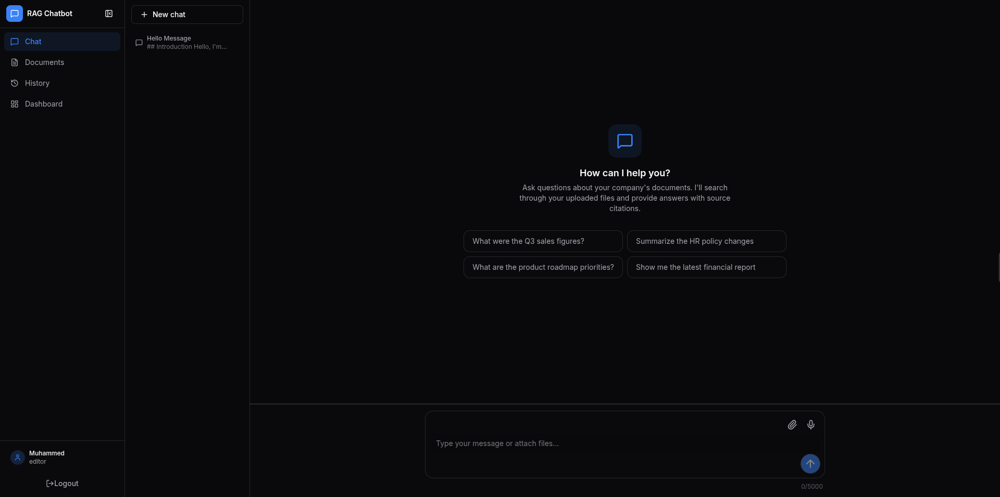 RAG Chatbot
Chat
Documents
History
Dashboard
Muhammed
editor
Logout
New chat
Hello Message
## Introduction Hello, I'm...
How can I help you?
Ask questions about your company's documents. I'll search
through your uploaded files and provide answers with source
citations.
What were the Q3 sales figures?
Summarize the HR policy changes
What are the product roadmap priorities?
Show me the latest financial report
Type your message or attach files...
0/5000